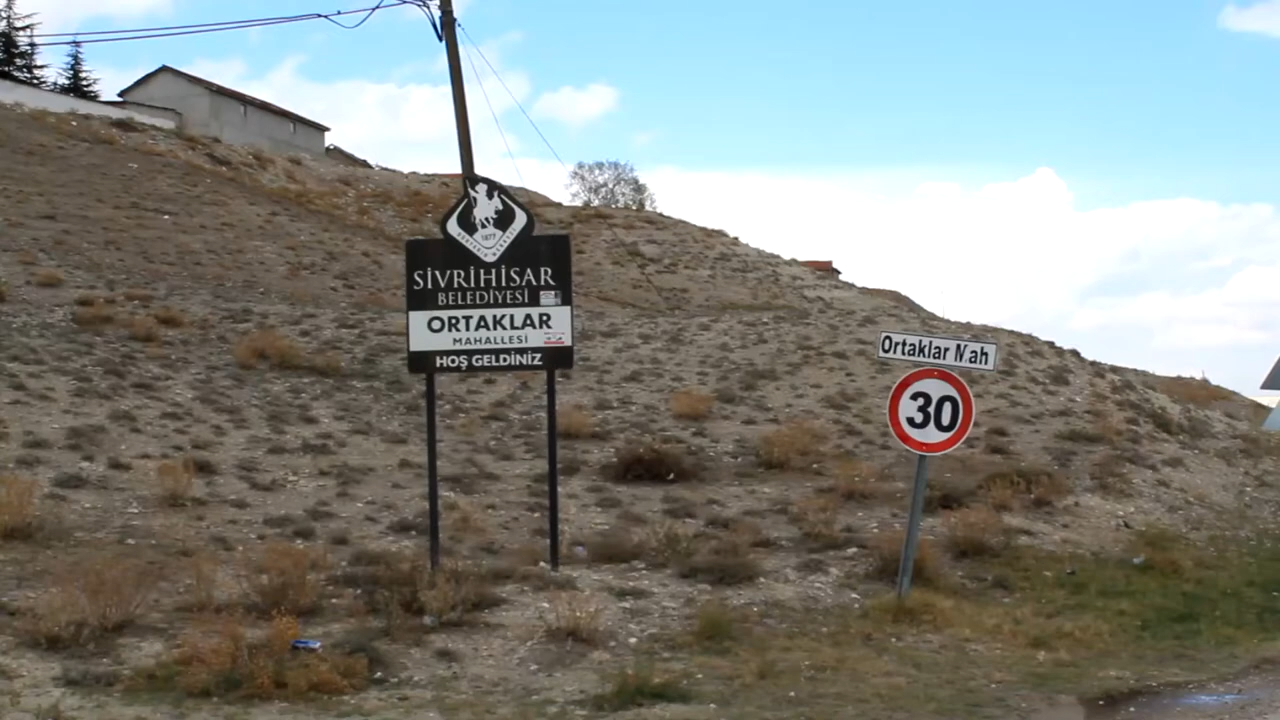 1877
SİVRİHİSAR
BELEDİYESİ
ORTAKLAR
MAHALLESİ
HOŞ GELDİNİZ
Ortaklar Mah
30